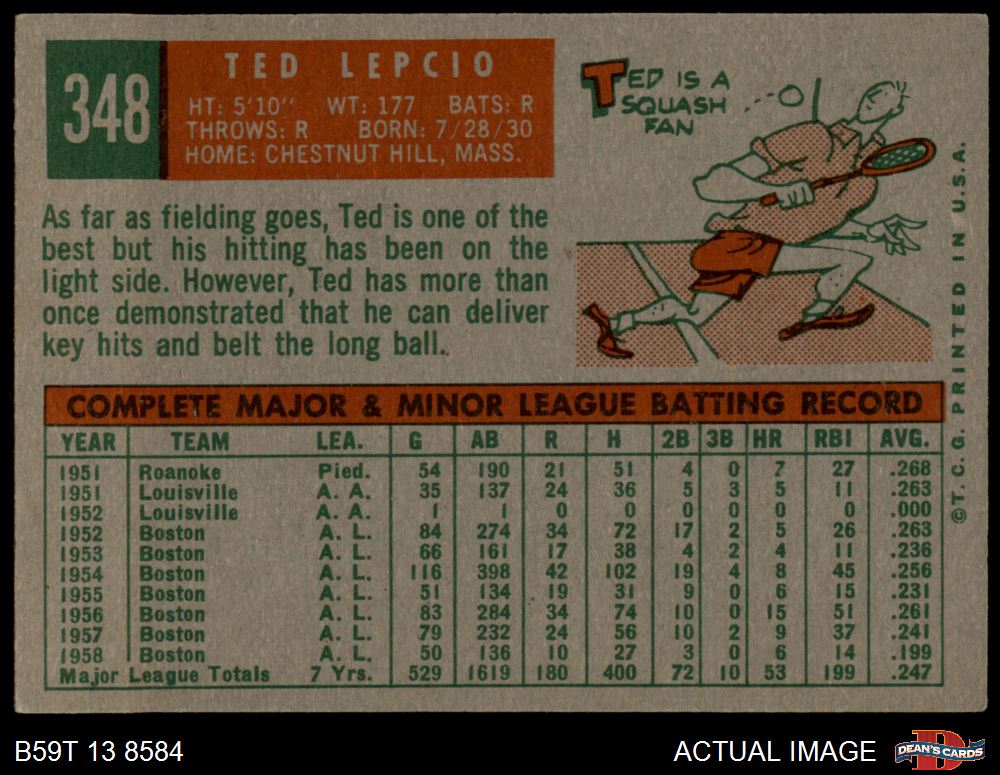 348
TED LEPCIO
HT: 5'10" WT: 177 BATS: R
THROWS: R BORN: 7/28/30
HOME: CHESTNUT HILL, MASS.
TED IS A
SQUASH
FAN
As far as fielding goes, Ted is one of the
best but his hitting has been on the
light side. However, Ted has more than
once demonstrated that he can deliver
key hits and belt the long ball.
COMPLETE MAJOR & MINOR LEAGUE BATTING RECORD
YEAR TEAM LEA. G AB R H 2B 3B HR RBI AVG.
1951 Roanoke Pied. 54 190 21 51 4 0 7 27 .268
1951 Louisville A. A. 35 137 24 36 5 3 5 11 .263
1952 Louisville A. A. 1 1 0 0 0 0 0 0 .000
1952 Boston A. L. 84 274 34 72 17 2 5 26 .263
1953 Boston A. L. 66 161 17 38 4 2 4 11 .236
1954 Boston A. L. 116 398 42 102 19 4 8 45 .256
1955 Boston A. L. 51 134 19 31 9 0 6 15 .231
1956 Boston A. L. 83 284 34 74 10 0 15 51 .261
1957 Boston A. L. 79 232 24 56 10 2 9 37 .241
1958 Boston A. L. 50 136 10 27 3 0 6 14 .199
Major League Totals 7 Yrs. 529 1619 180 400 72 10 53 199 .247
©T. C. G. PRINTED IN U.S.A.
B59T 13 8584
ACTUAL IMAGE
D
DEAN'S CARDS